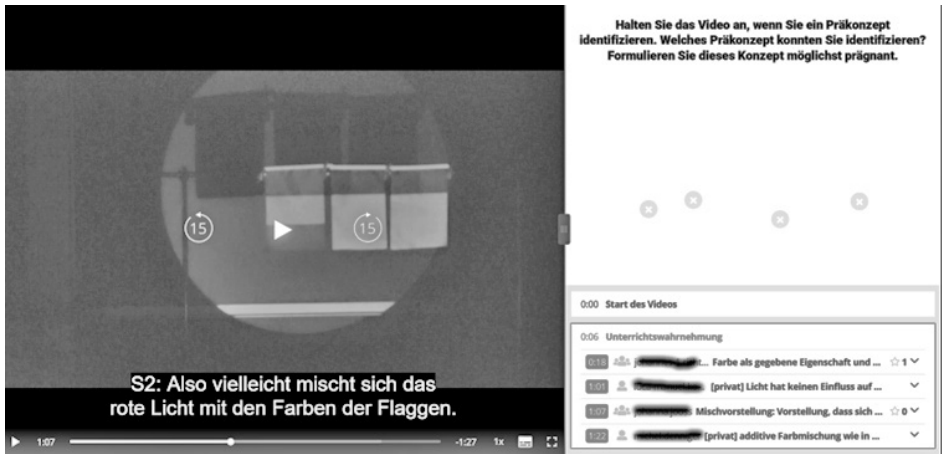 Halten Sie das Video an, wenn Sie ein Präkonzept
identifizieren. Welches Präkonzept konnten Sie identifizieren?
Formulieren Sie dieses Konzept möglichst prägnant.
15
15
S2: Also vielleicht mischt sich das
rote Licht mit den Farben der Flaggen.
1:07 -1:27 1x
0:00 Start des Videos
0:06 Unterrichtswahrnehmung
0:18 ... Farbe als gegebene Eigenschaft und ... 1
1:01 [privat] Licht hat keinen Einfluss auf ...
1:07 Mischvorstellung: Vorstellung, dass sich ... 0
1:22 [privat] additive Farbmischung wie in ...